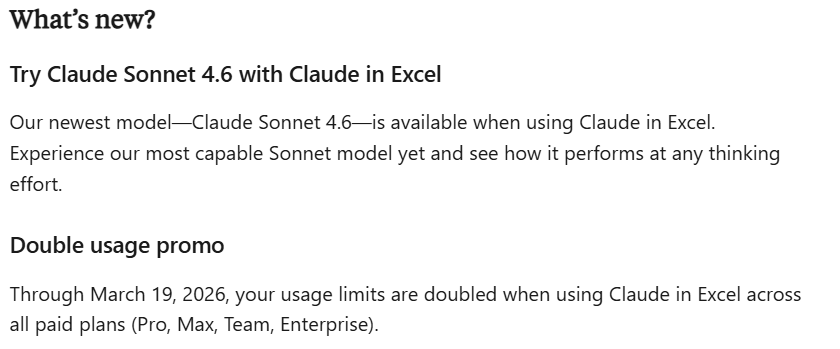 What’s new?
Try Claude Sonnet 4.6 with Claude in Excel
Our newest model—Claude Sonnet 4.6—is available when using Claude in Excel.
Experience our most capable Sonnet model yet and see how it performs at any thinking
effort.
Double usage promo
Through March 19, 2026, your usage limits are doubled when using Claude in Excel across
all paid plans (Pro, Max, Team, Enterprise).